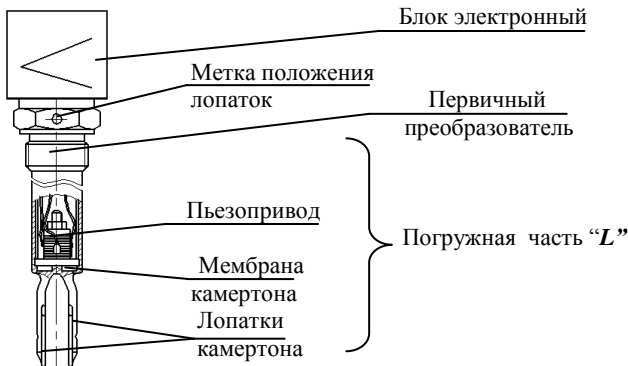 Блок электронный
Метка положения
лопаток
Первичный
преобразователь
Пьезопривод
Погружная часть “L”
Мембрана
камертона
Лопатки
камертона